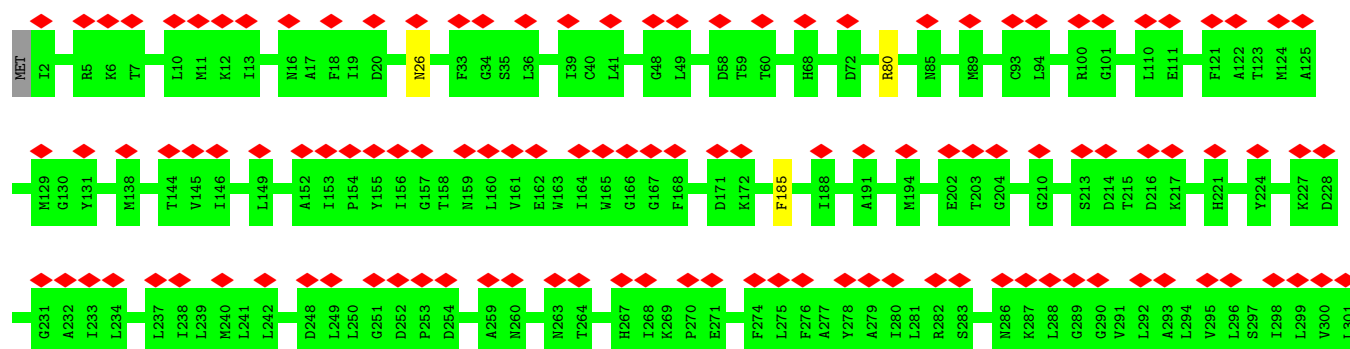 MET I2 R5 K6 T7 L10 M11 K12 I13 N16 A17 F18 I19 D20 N26 F33 G34 S35 L36 I39 C40 L41 G48 L49 D58 T59 T60 H68 D72 R80 N85 M89 C93 L94 R100 G101 L110 E111 F121 A122 T123 M124 A125
M129 G130 Y131 M138 T144 V145 I146 L149 A152 I153 P154 Y155 I156 G157 T158 N159 L160 V161 E162 W163 I164 W165 G166 G167 F168 D171 K172 F185 I188 A191 M194 E202 T203 G204 G210 S213 D214 T215 D216 K217 H221 Y224 K227 D228
G231 A232 I233 L234 L237 I238 L239 M240 L241 L242 D248 L249 L250 G251 D252 P253 D254 A259 N260 N263 T264 H267 I268 K269 P270 E271 F274 L275 F276 A277 Y278 A279 I280 L281 R282 S283 N286 K287 L288 G289 G290 V291 L292 A293 L294 V295 L296 S297 I298 L299 V300 L301